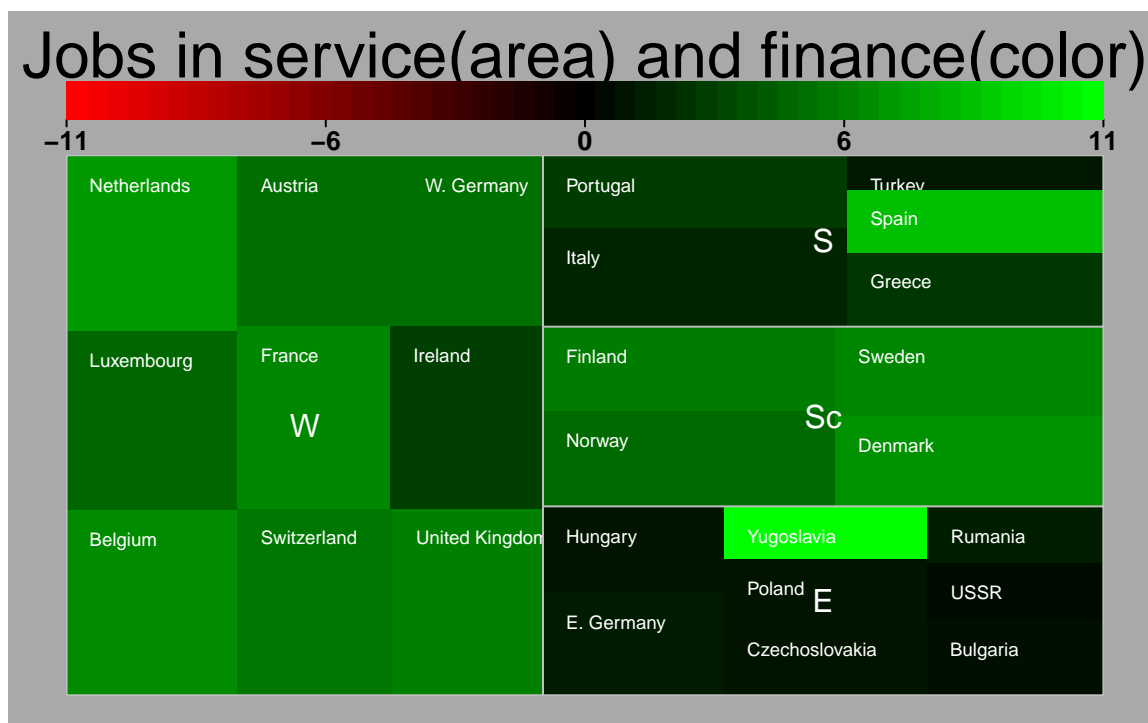 Jobs in service(area) and finance(color)
−11 −6 0 6 11
Netherlands Austria W. Germany Portugal Turkey
Spain
S
Italy
Greece
Luxembourg France Ireland Finland Sweden
W
Sc
Norway Denmark
Belgium Switzerland United Kingdom Hungary Yugoslavia Rumania
Poland USSR
E
E. Germany
Czechoslovakia Bulgaria